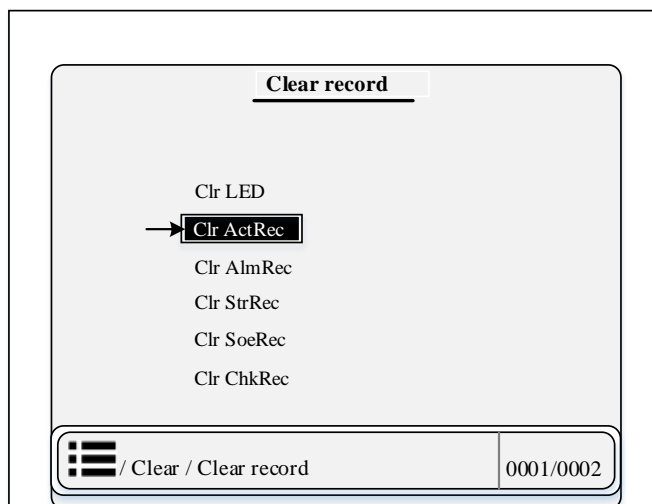 Clear record
Clr LED
Clr ActRec
Clr AlmRec
Clr StrRec
Clr SoeRec
Clr ChkRec
/ Clear / Clear record 0001/0002